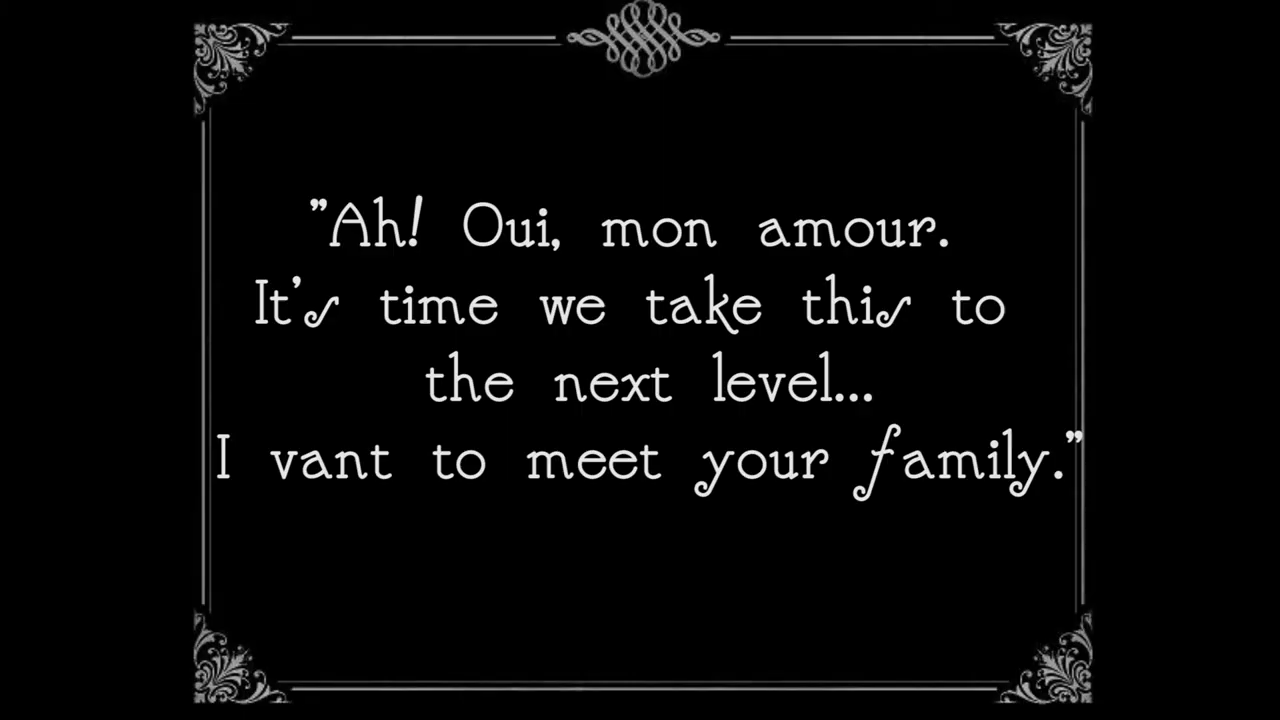 "Ah! Oui, mon amour.
It's time we take this to
the next level...
I vant to meet your family."